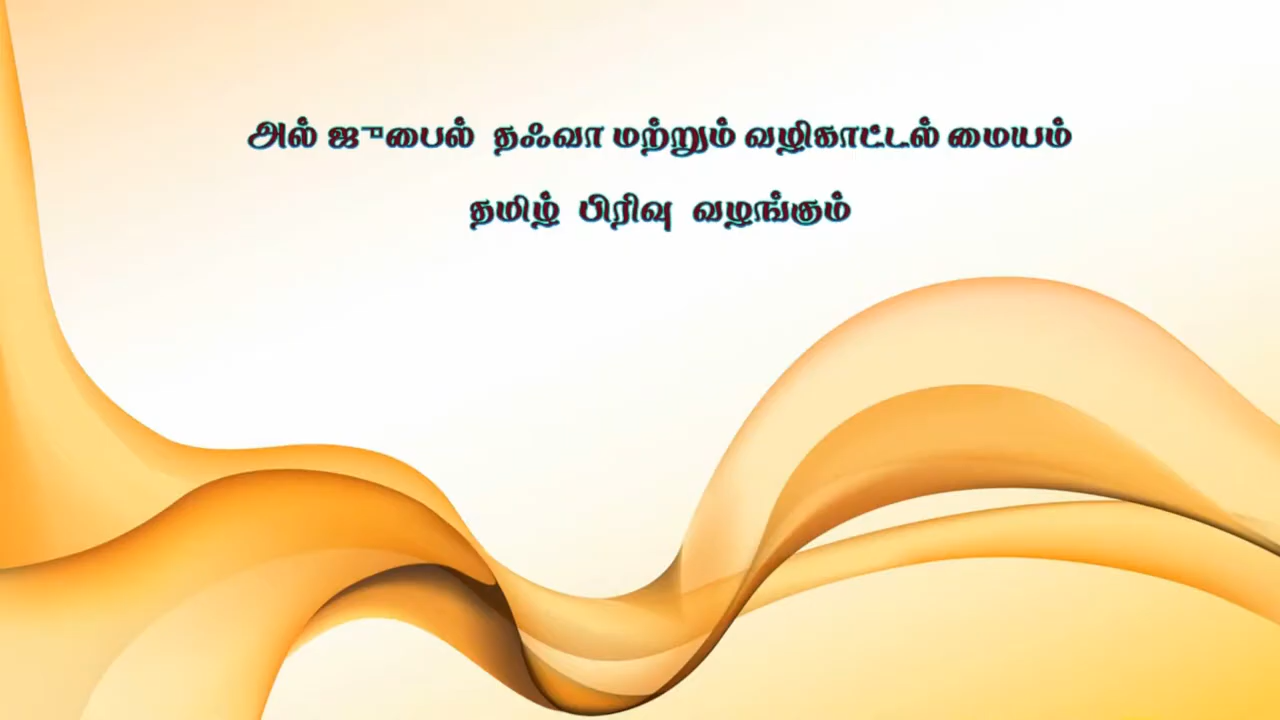 அல் ஜுபைல் தஃவா மற்றும் வழிகாட்டல் மையம்
தமிழ் பிரிவு வழங்கும்